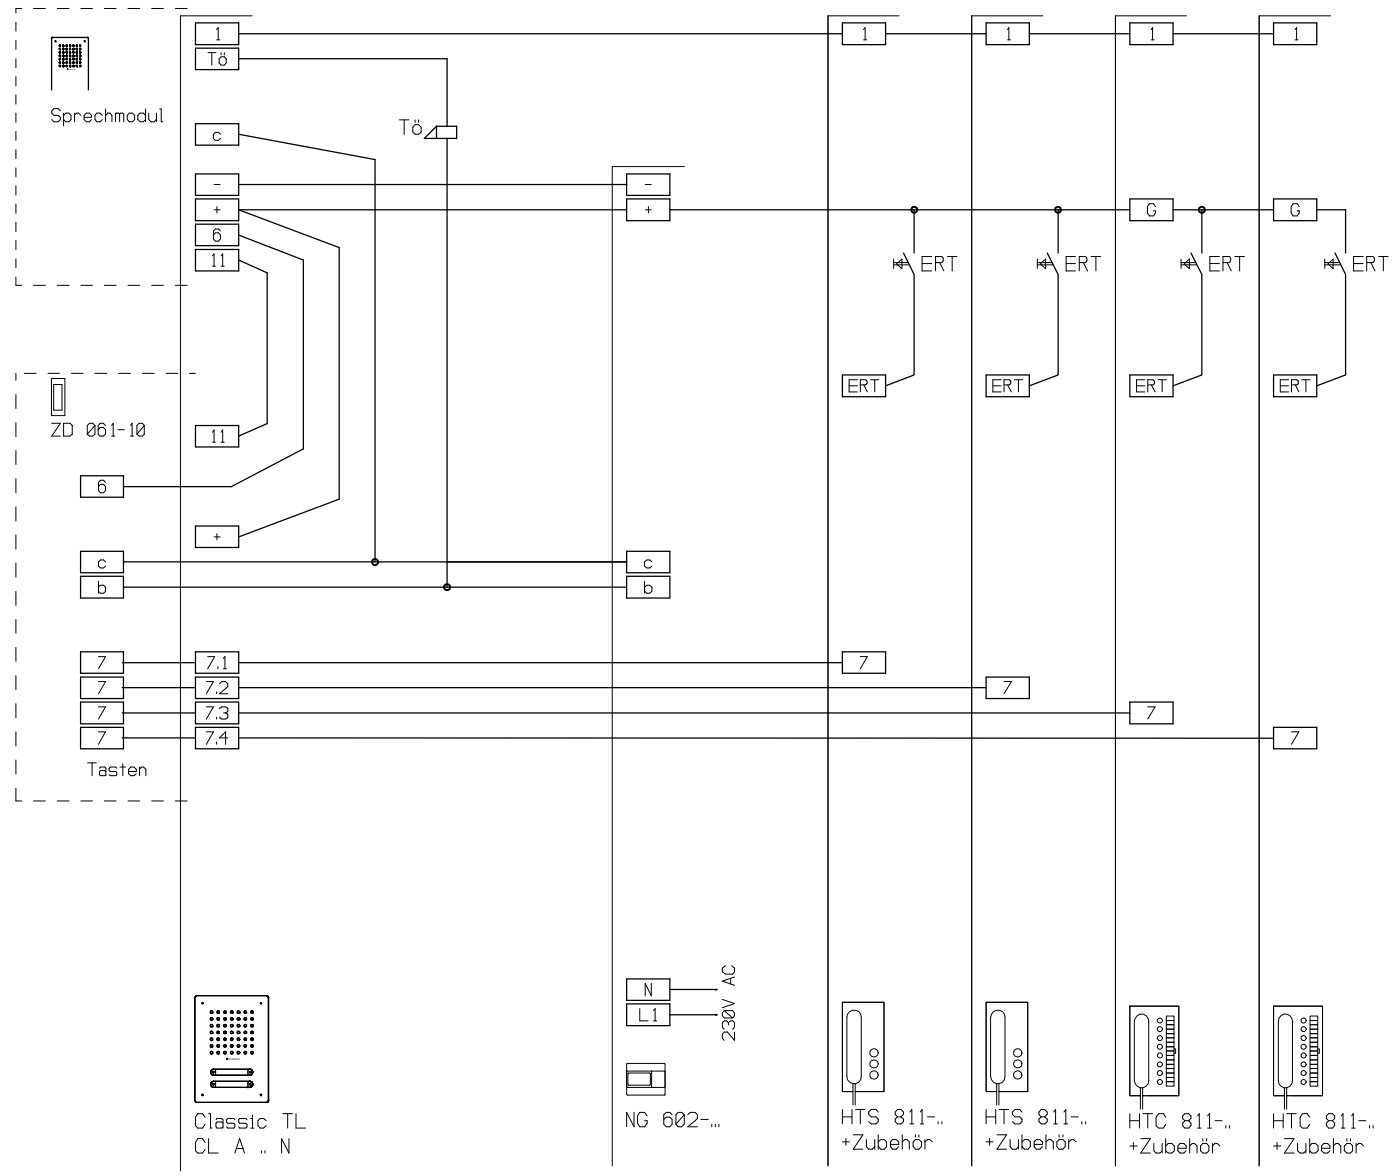 1 1 1 1 1
Tö
Sprechmodul
c
Tö
- -
+ + G G
6
11
ERT ERT ERT ERT
ERT ERT ERT ERT
ZD 061-10
11
6
+
c c
b b
7 7.1 7
7 7.2 7
7 7.3 7
7 7.4 7
Tasten
N
L1
230V AC
Classic TL
CL A .. N
NG 602-...
HTS 811-..
+Zubehör
HTS 811-..
+Zubehör
HTC 811-..
+Zubehör
HTC 811-..
+Zubehör